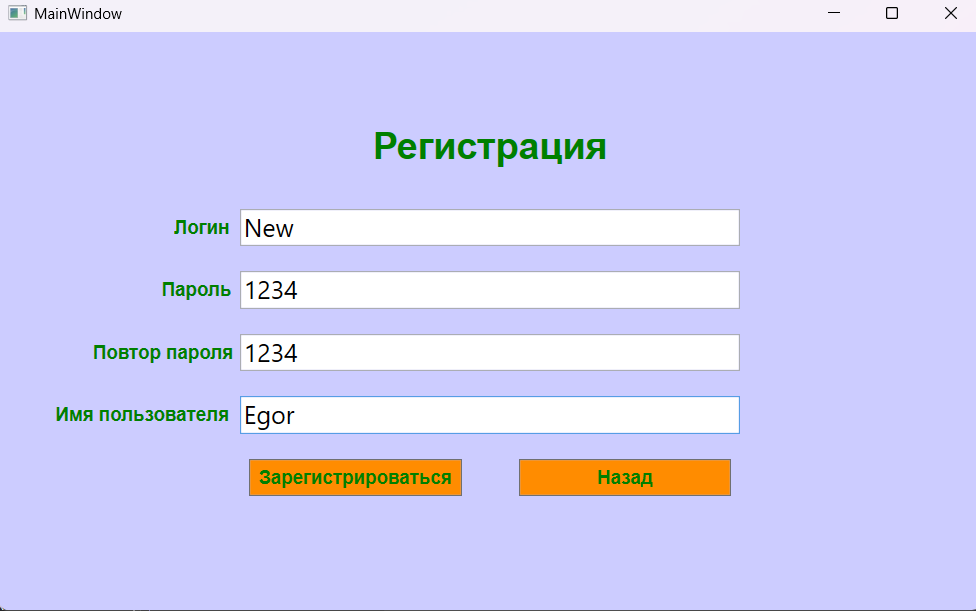 MainWindow
Регистрация
Логин New
Пароль 1234
Повтор пароля 1234
Имя пользователя Egor
Зарегистрироваться Назад